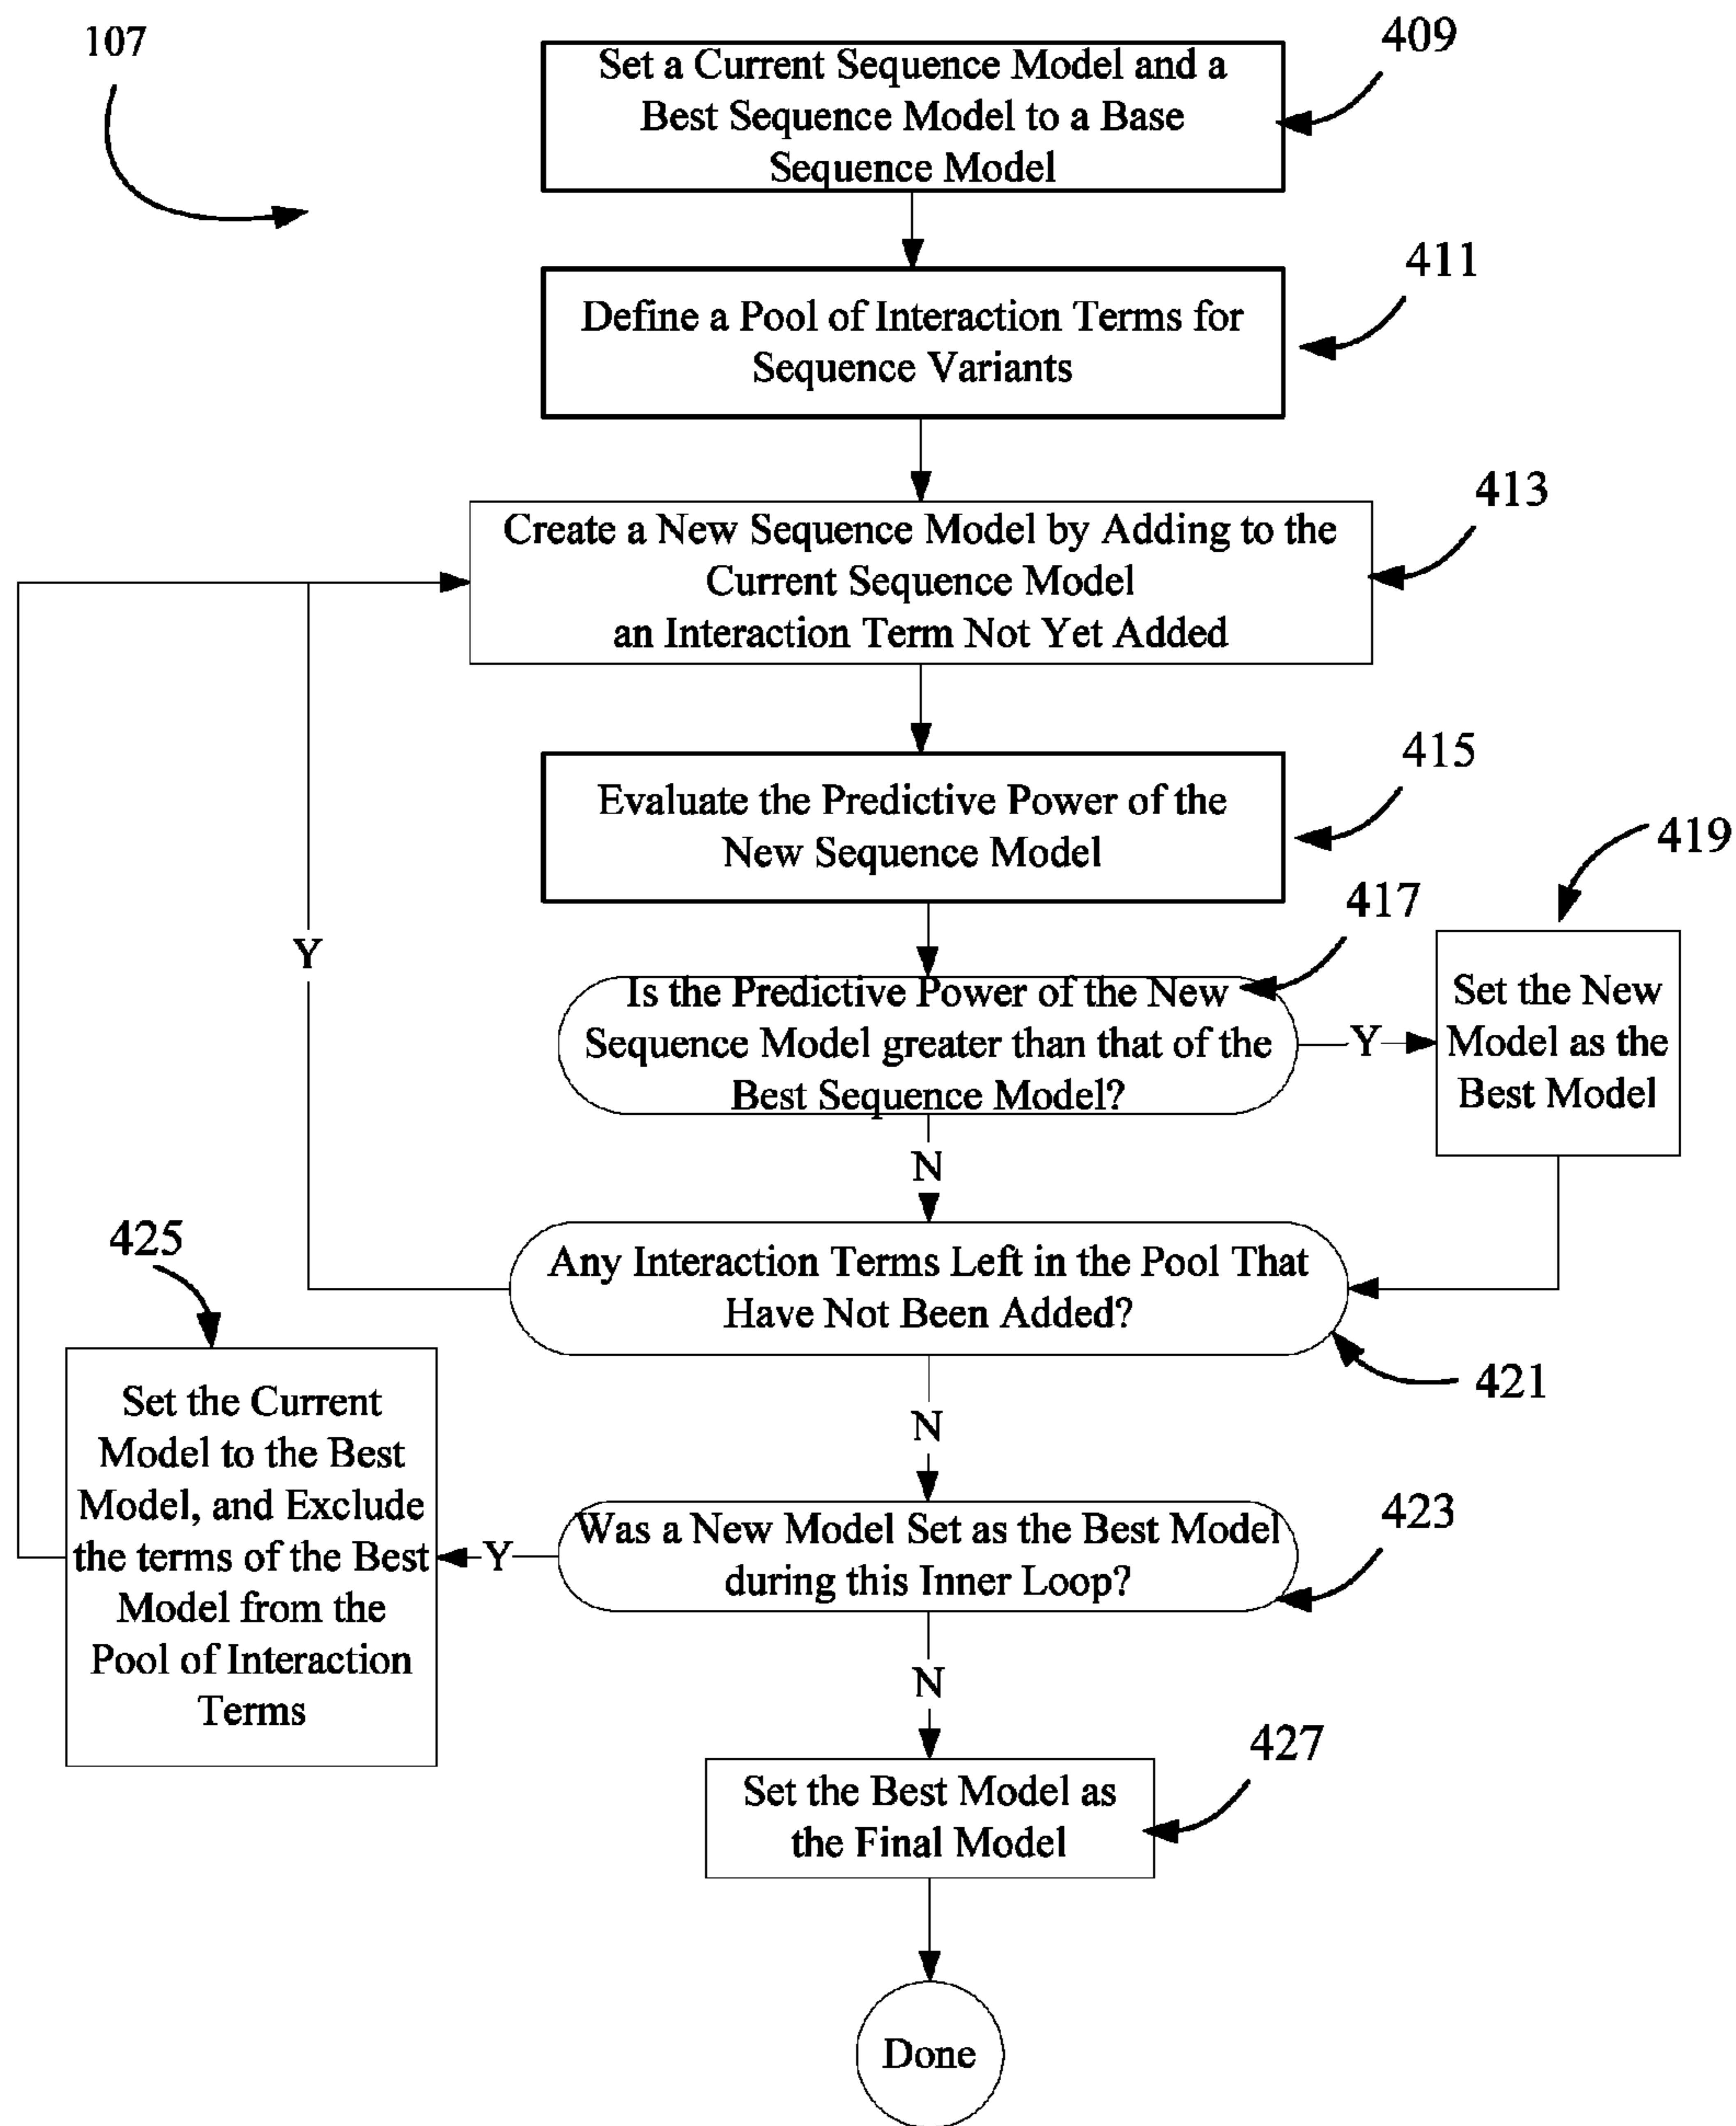 107
409
Set a Current Sequence Model and a
Best Sequence Model to a Base
Sequence Model
411
Define a Pool of Interaction Terms for
Sequence Variants
413
Create a New Sequence Model by Adding to the
Current Sequence Model
an Interaction Term Not Yet Added
415
Evaluate the Predictive Power of the
New Sequence Model
419
417
Y
Is the Predictive Power of the New
Sequence Model greater than that of the
Best Sequence Model?
Y
Set the New
Model as the
Best Model
N
425
Any Interaction Terms Left in the Pool That
Have Not Been Added?
421
N
Set the Current
Model to the Best
Model, and Exclude
the terms of the Best
Model from the
Pool of Interaction
Terms
423
Was a New Model Set as the Best Model
during this Inner Loop?
Y
N
427
Set the Best Model as
the Final Model
Done